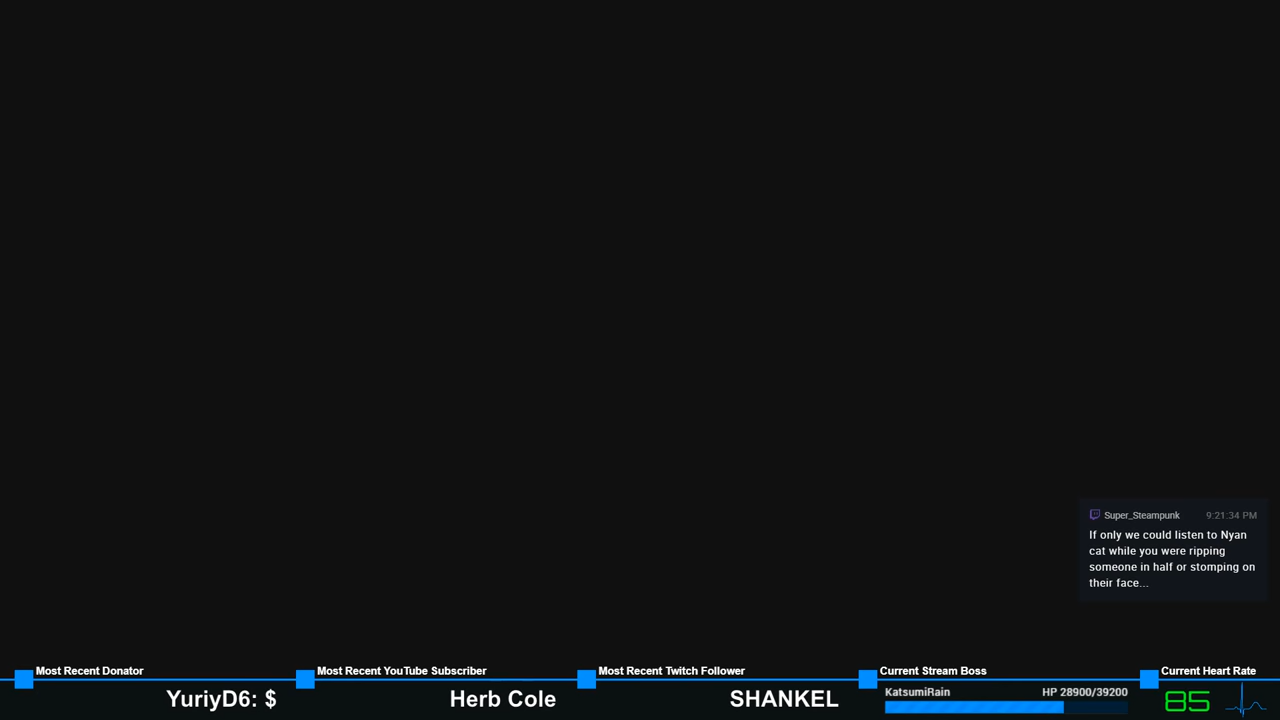 Super_Steampunk 9:21:34 PM
If only we could listen to Nyan
cat while you were ripping
someone in half or stomping on
their face...
Most Recent Donator
YuriyD6: $
Most Recent YouTube Subscriber
Herb Cole
Most Recent Twitch Follower
SHANKEL
Current Stream Boss
KatsumiRain HP 28900/39200
Current Heart Rate
85